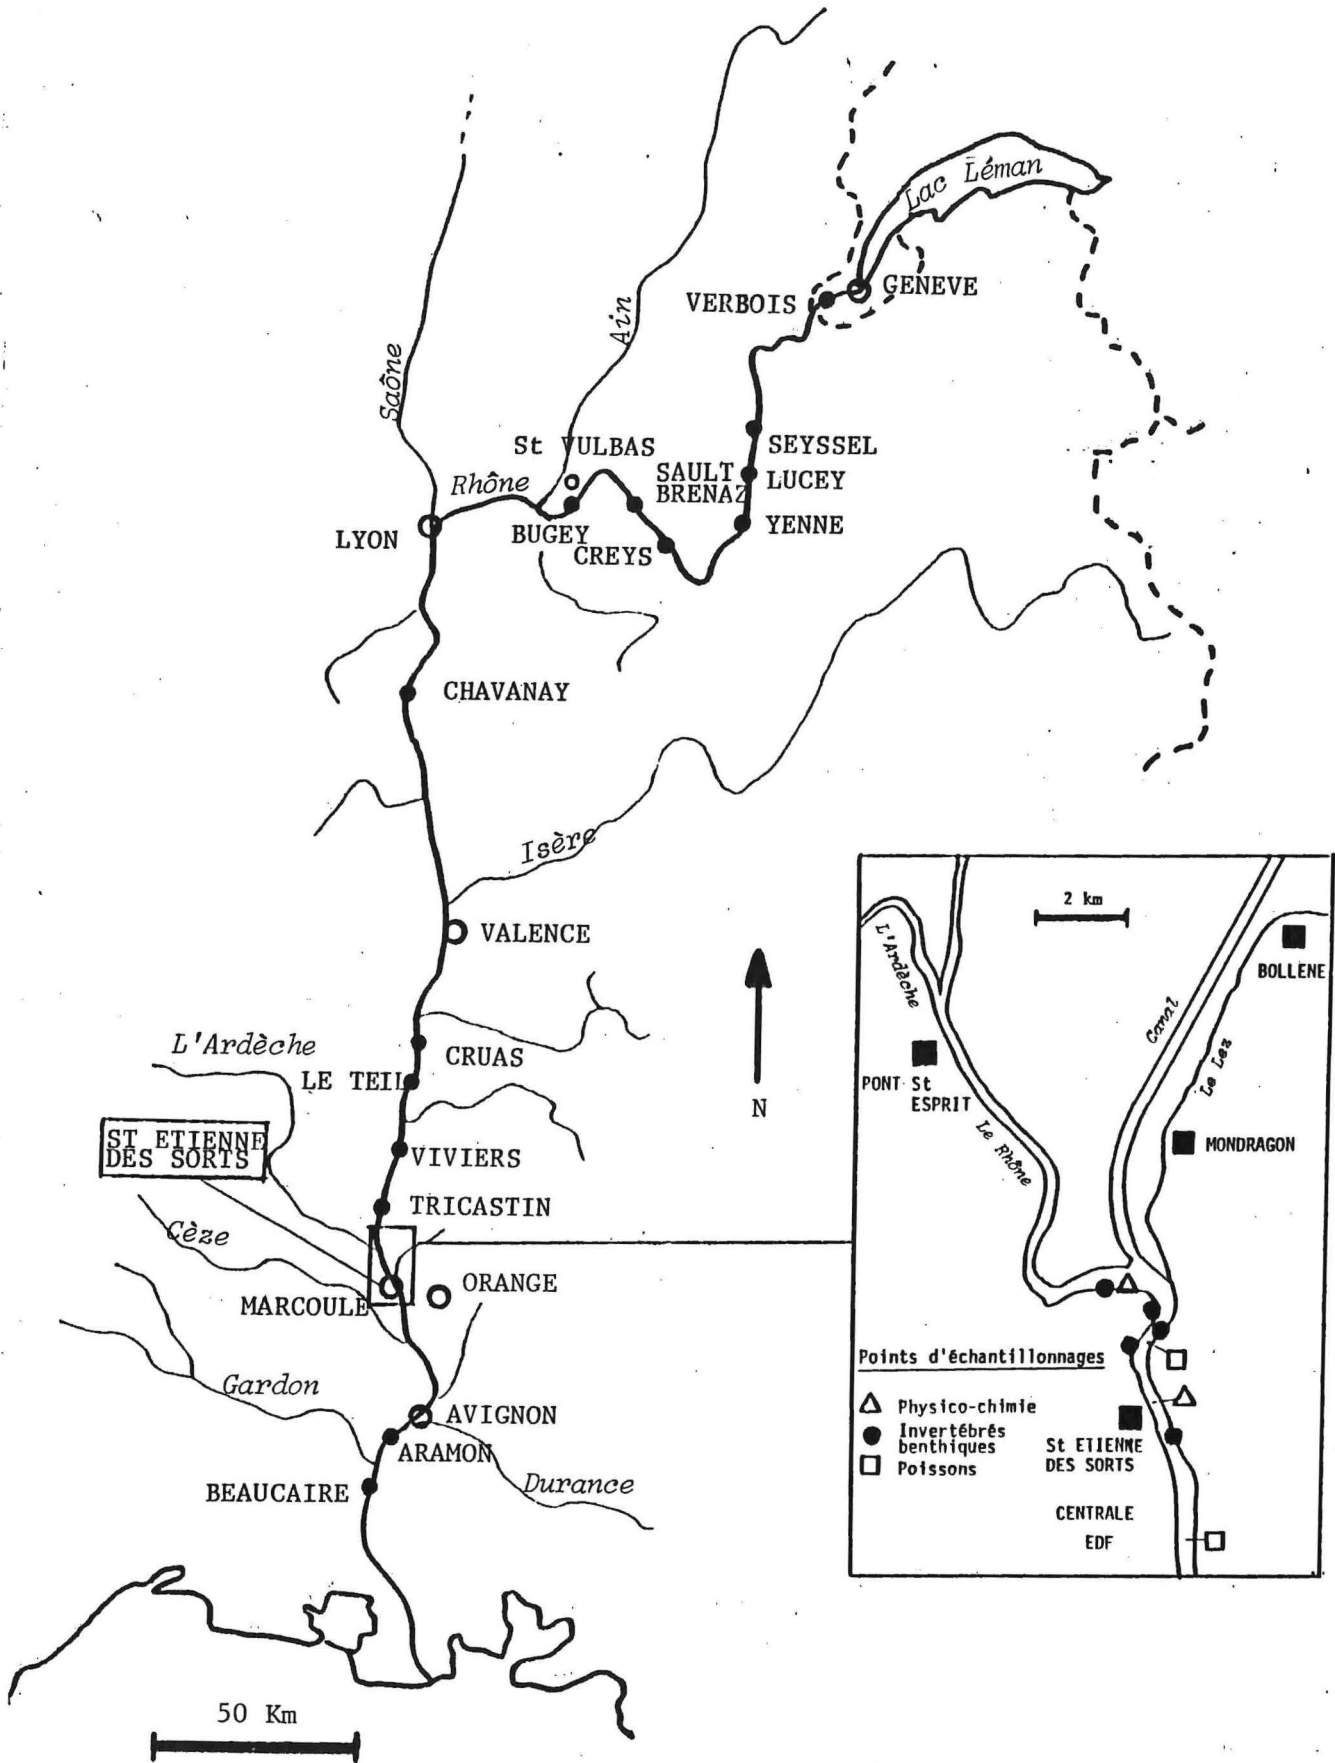 Lac Léman
GENEVE
VERBOIS
Ain
Saône
St VULBAS
SEYSSEL
SAULT
BRENAZ
LUCEY
Rhône
YENNE
LYON
BUGEY
CREYS
CHAVANAY
Isère
VALENCE
L'Ardèche
CRUAS
LE TEIL
N
ST ETIENNE
DES SORTS
VIVIERS
TRICASTIN
Cèze
ORANGE
MARCOULE
Gardon
AVIGNON
ARAMON
BEAUCAIRE
Durance
50 Km
2 km
L'Ardèche
BOLLENE
Canal
Le Lez
PONT St
ESPRIT
Le Rhône
MONDRAGON
Points d'échantillonnages
Physico-chimie
Invertébrés
benthiques
Poissons
St ETIENNE
DES SORTS
CENTRALE
EDF